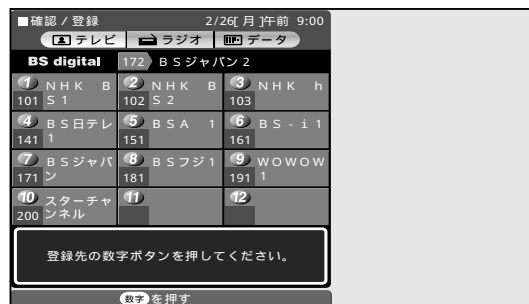 ■確認 / 登録 2/26[ 月 ]午前 9:00
テレビ ラジオ データ
BS digital 172 ＢＳジャパン２
1 ＮＨＫ Ｂ
101 Ｓ１
2 ＮＨＫ Ｂ
102 Ｓ２
3 ＮＨＫ ｈ
103
4 ＢＳ日テレ
141 １
5 ＢＳＡ １
151
6 ＢＳ-ｉ１
161
7 ＢＳジャパ
171 ン
8 ＢＳフジ１
181
9 ＷＯＷＯＷ
191 １
10 スターチャ
200 ンネル
11
12
登録先の数字ボタンを押してください。
数字 を押す